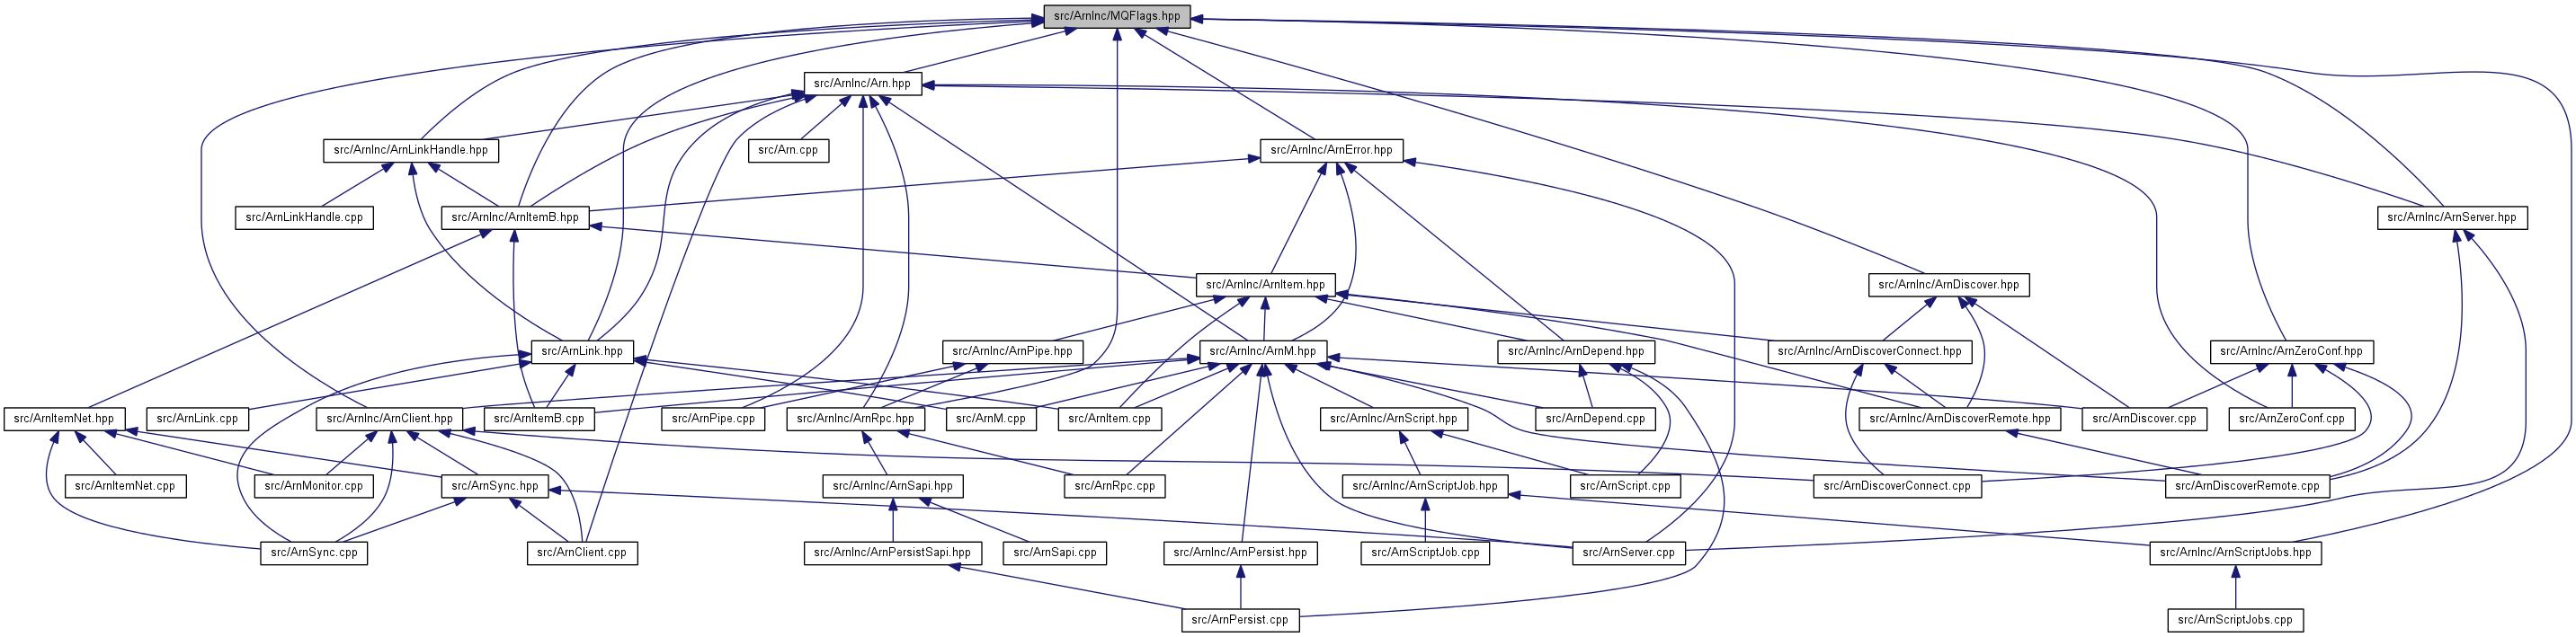 src/ArnInc/MQFlags.hpp
src/ArnInc/Arn.hpp
src/ArnInc/ArnLinkHandle.hpp
src/Arn.cpp
src/ArnInc/ArnError.hpp
src/ArnLinkHandle.cpp
src/ArnInc/ArnItemB.hpp
src/ArnInc/ArnServer.hpp
src/ArnInc/ArnItem.hpp
src/ArnInc/ArnDiscover.hpp
src/ArnLink.hpp
src/ArnInc/ArnPipe.hpp
src/ArnInc/ArnM.hpp
src/ArnInc/ArnDepend.hpp
src/ArnInc/ArnDiscoverConnect.hpp
src/ArnInc/ArnZeroConf.hpp
src/ArnItemNet.hpp
src/ArnLink.cpp
src/ArnInc/ArnClient.hpp
src/ArnItemB.cpp
src/ArnPipe.cpp
src/ArnInc/ArnRpc.hpp
src/ArnM.cpp
src/ArnItem.cpp
src/ArnInc/ArnScript.hpp
src/ArnDepend.cpp
src/ArnInc/ArnDiscoverRemote.hpp
src/ArnDiscover.cpp
src/ArnZeroConf.cpp
src/ArnItemNet.cpp
src/ArnMonitor.cpp
src/ArnSync.hpp
src/ArnInc/ArnSapi.hpp
src/ArnRpc.cpp
src/ArnInc/ArnScriptJob.hpp
src/ArnScript.cpp
src/ArnDiscoverConnect.cpp
src/ArnDiscoverRemote.cpp
src/ArnSync.cpp
src/ArnClient.cpp
src/ArnInc/ArnPersistSapi.hpp
src/ArnSapi.cpp
src/ArnInc/ArnPersist.hpp
src/ArnScriptJob.cpp
src/ArnServer.cpp
src/ArnInc/ArnScriptJobs.hpp
src/ArnPersist.cpp
src/ArnScriptJobs.cpp